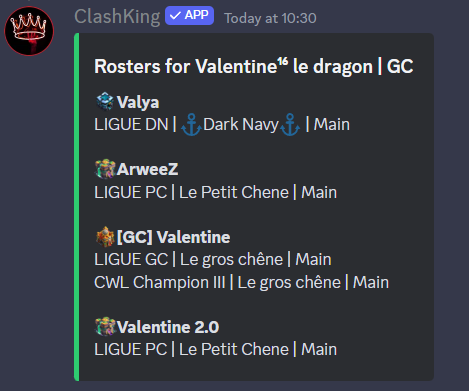 ClashKing ✓ APP Today at 10:30
Rosters for Valentine¹⁶ le dragon | GC
Valya
LIGUE DN | ⚓Dark Navy⚓ | Main
ArweeZ
LIGUE PC | Le Petit Chene | Main
[GC] Valentine
LIGUE GC | Le gros chêne | Main
CWL Champion III | Le gros chêne | Main
Valentine 2.0
LIGUE PC | Le Petit Chene | Main